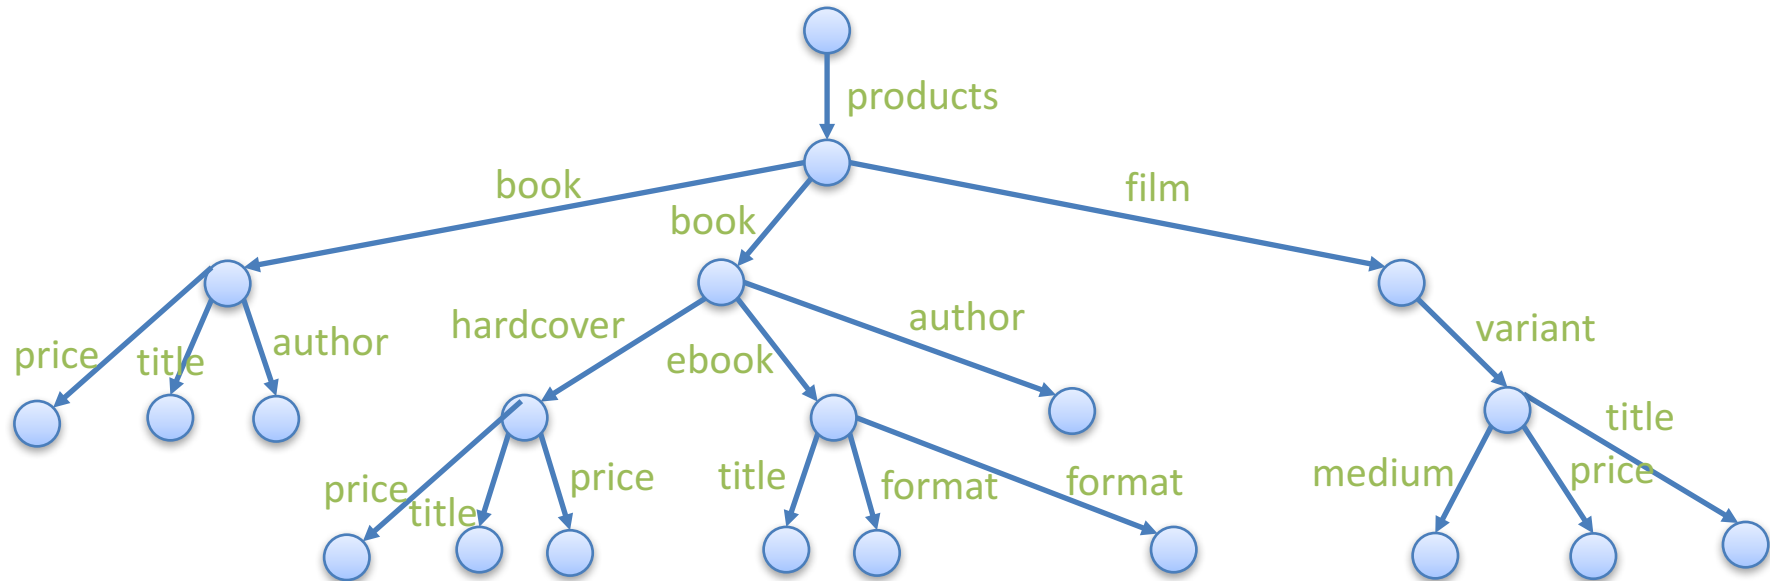 products
book
film
book
hardcover
author
variant
price
title
author
ebook
title
price
title
price
title
format
format
medium
price